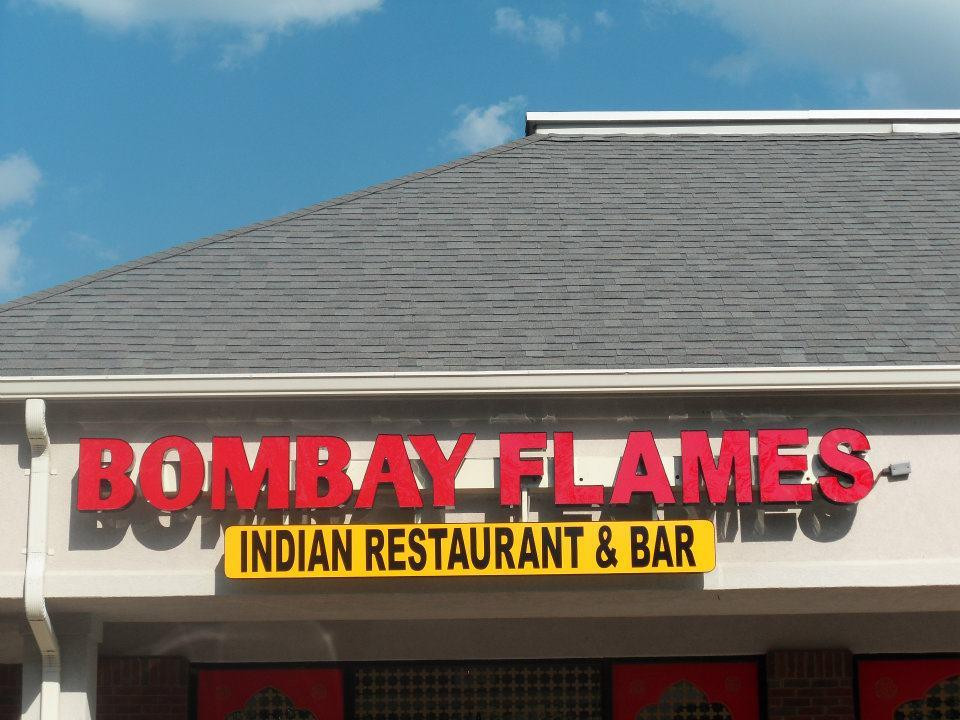 BOMBAY FLAMES
INDIAN RESTAURANT & BAR